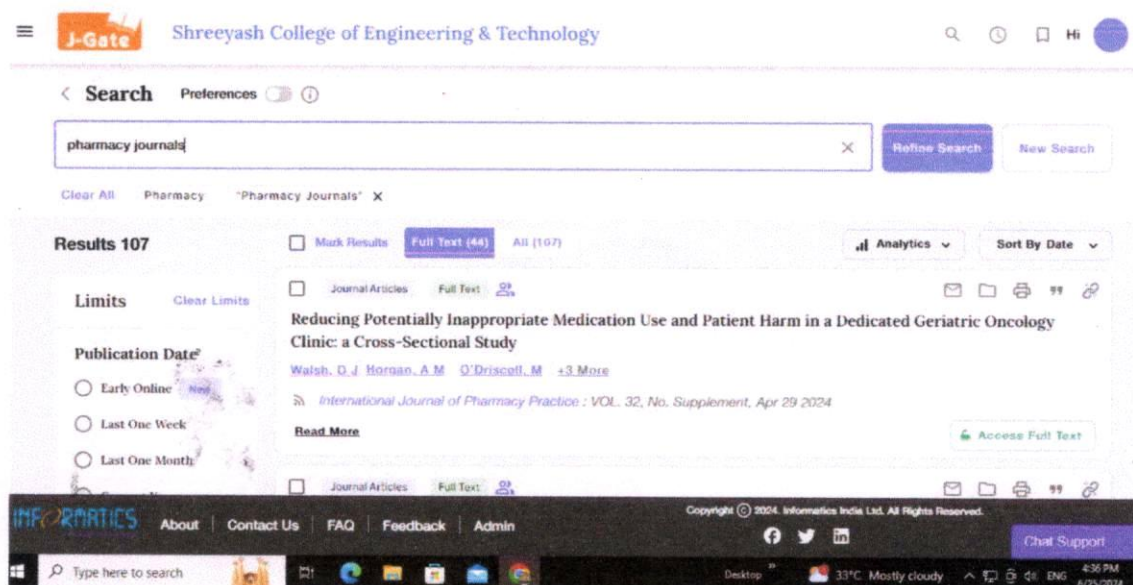 J-Gate Shreeyash College of Engineering & Technology Hi
Search Preferences
pharmacy journals Refine Search New Search
Clear All Pharmacy "Pharmacy Journals" X
Results 107 Mark Results Full Text (44) All (107) Analytics Sort By Date
Limits Clear Limits
Journal Articles Full Text
Reducing Potentially Inappropriate Medication Use and Patient Harm in a Dedicated Geriatric Oncology
Clinic: a Cross-Sectional Study
Publication Date
Walsh, D J Horgan, A M O'Driscoll, M +3 More
Early Online New
International Journal of Pharmacy Practice : VOL. 32, No. Supplement, Apr 29 2024
Last One Week
Read More Access Full Text
Last One Month
Journal Articles Full Text
INFORMATICS About Contact Us FAQ Feedback Admin
Copyright © 2024. Informatics India Ltd. All Rights Reserved.
Chat Support
Type here to search Desktop 33°C Mostly cloudy ENG 4:36 PM
6/25/2024